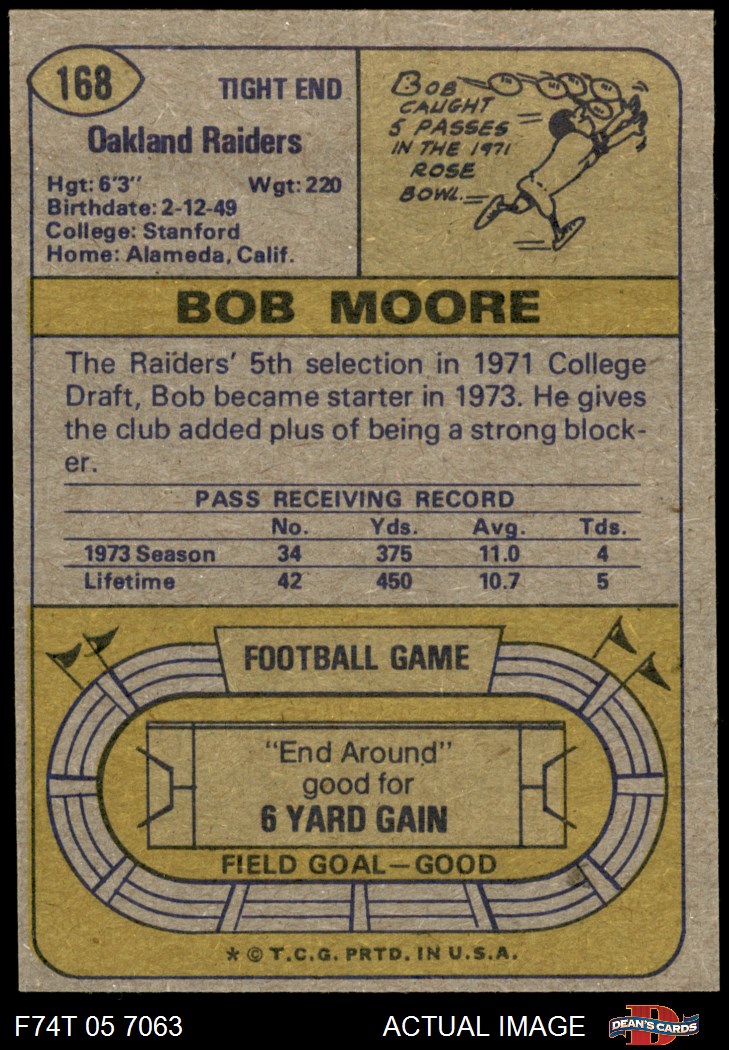 168
TIGHT END
Oakland Raiders
Hgt: 6'3" Wgt: 220
Birthdate: 2-12-49
College: Stanford
Home: Alameda, Calif.
BOB
CAUGHT
5 PASSES
IN THE 1971
ROSE
BOWL.
BOB MOORE
The Raiders' 5th selection in 1971 College
Draft, Bob became starter in 1973. He gives
the club added plus of being a strong block-
er.
PASS RECEIVING RECORD
No. Yds. Avg. Tds.
1973 Season 34 375 11.0 4
Lifetime 42 450 10.7 5
FOOTBALL GAME
"End Around"
good for
6 YARD GAIN
FIELD GOAL—GOOD
* © T.C.G. PRTD. IN U.S.A.
F74T 05 7063 ACTUAL IMAGE
D
DEAN'S CARDS